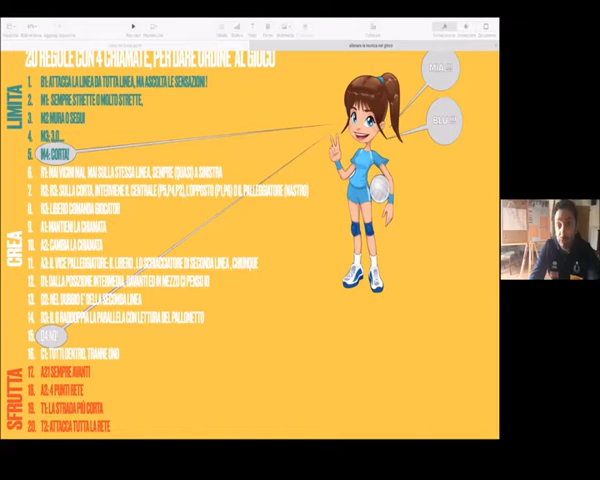 20 REGOLE CON 4 CHIAMATE, PER DARE ORDINE AL GIOCO
LIMITA
1. B1: ATTACCA LA LINEA DA TUTTA LINEA, MA ASCOLTA LE SENSAZIONI !
2. M1: SEMPRE STRETTE O MOLTO STRETTE,
3. M2: MURA O SEGUI
4. M3: 3,0....
5. M4: CORTA!
MIA !!!
BLU !!!
CREA
6. R1: MAI VICINI MAI, MAI SULLA STESSA LINEA, SEMPRE (QUASI) A SINISTRA
7. R2: SULLA CORTA, INTERVIENE IL CENTRALE (P5,P4,P3), L'OPPOSTO (P1,P6) O IL PALLEGGIATORE (NASTRO)
8. R3: LIBERO COMANDA GIOCATOR
9. A1: MANTIENI LA CHIAMATA
10. A2: CAMBIA LA CHIAMATA
11. A3: IL VICE PALLEGGIATORE: IL LIBERO , LO SCHIACCIATORE DI SECONDA LINEA , CHIUNQUE
12. D1: DALLA POSIZIONE INTERMEDIA, DAVANTI ED IN MEZZO CI PENSO IO
13. D2: NEL DUBBIO E' DELLA SECONDA LINEA
14. D3: IL 6 RADDOPPIA LA PARALLELA CON LETTURA DEL PALLONETTO
15. D4: NO!
16. C1: TUTTI DENTRO, TRANNE UNO
SFRUTTA
17. SEMPRE AVANTI
18. A2: 4 PUNTI RETE
19. T1: LA STRADA PIÙ CORTA
20. T2: ATTACCA TUTTA LA RETE